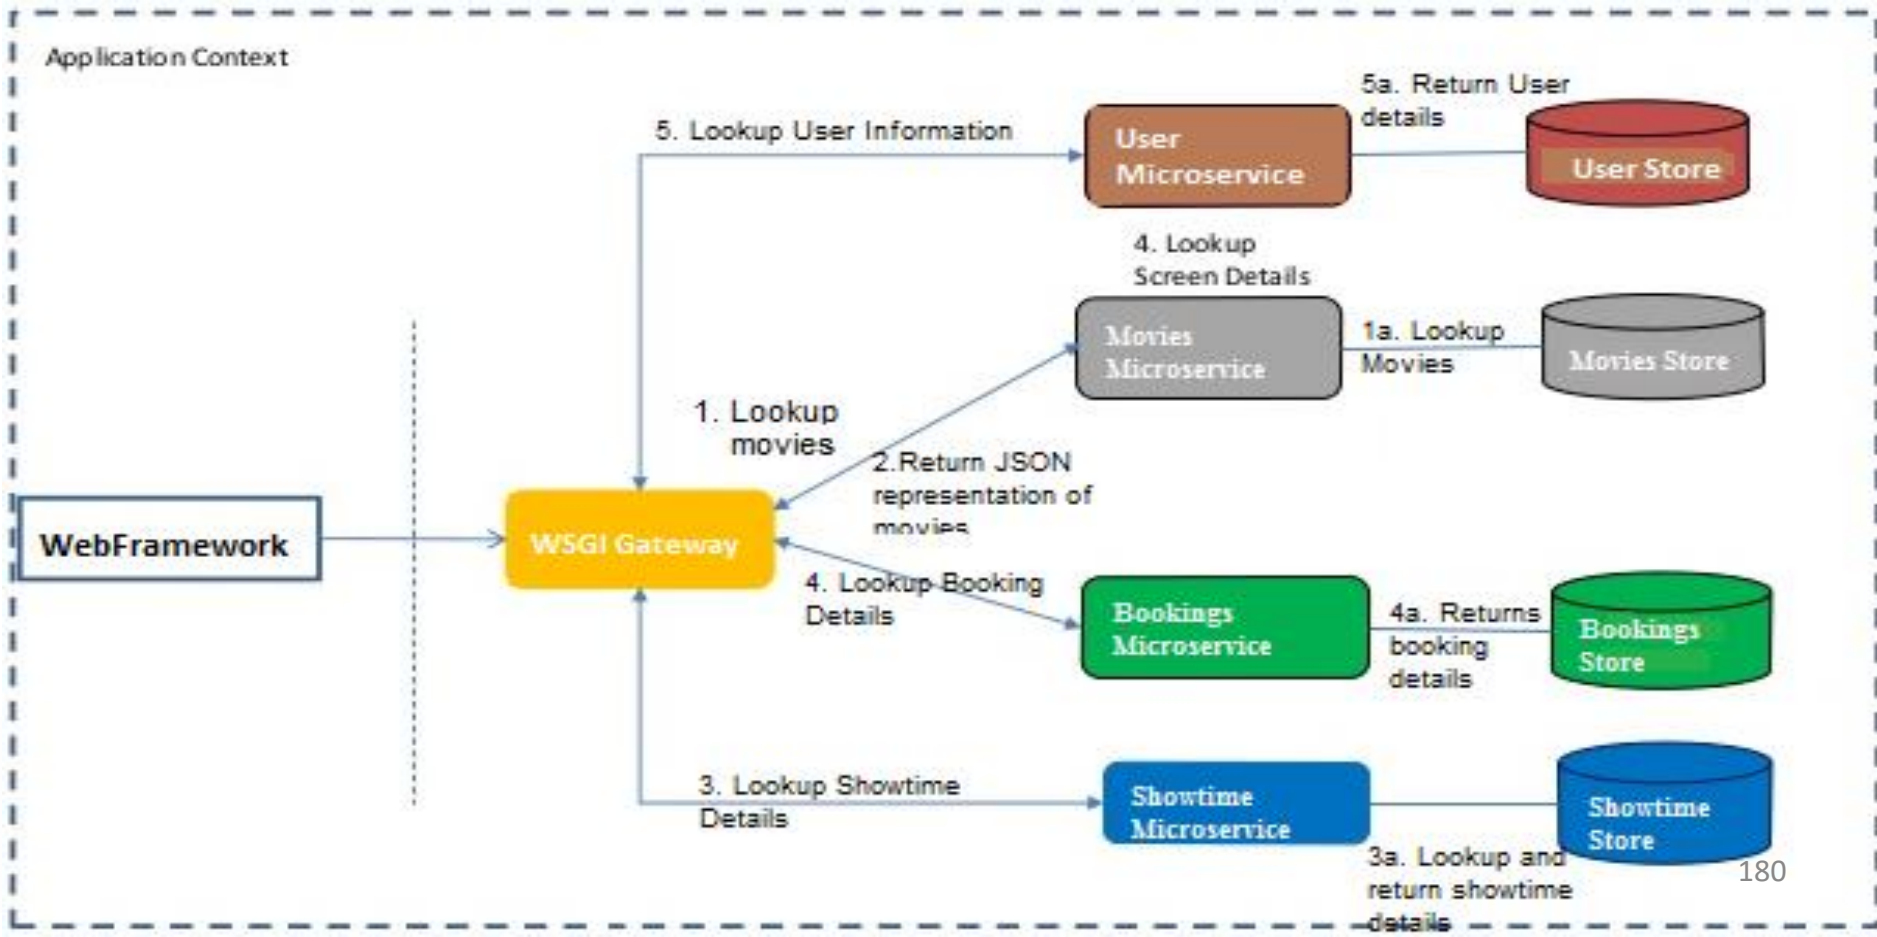 Application Context
5a. Return User
details
5. Lookup User Information
User
Microservice
User Store
4. Lookup
Screen Details
Movies
Microservice
1a. Lookup
Movies
Movies Store
1. Lookup
movies
2.Return JSON
representation of
movies
WebFramework
WSGI Gateway
4. Lookup Booking
Details
Bookings
Microservice
4a. Returns
booking
details
Bookings
Store
3. Lookup Showtime
Details
Showtime
Microservice
Showtime
Store
3a. Lookup and
return showtime
details
180